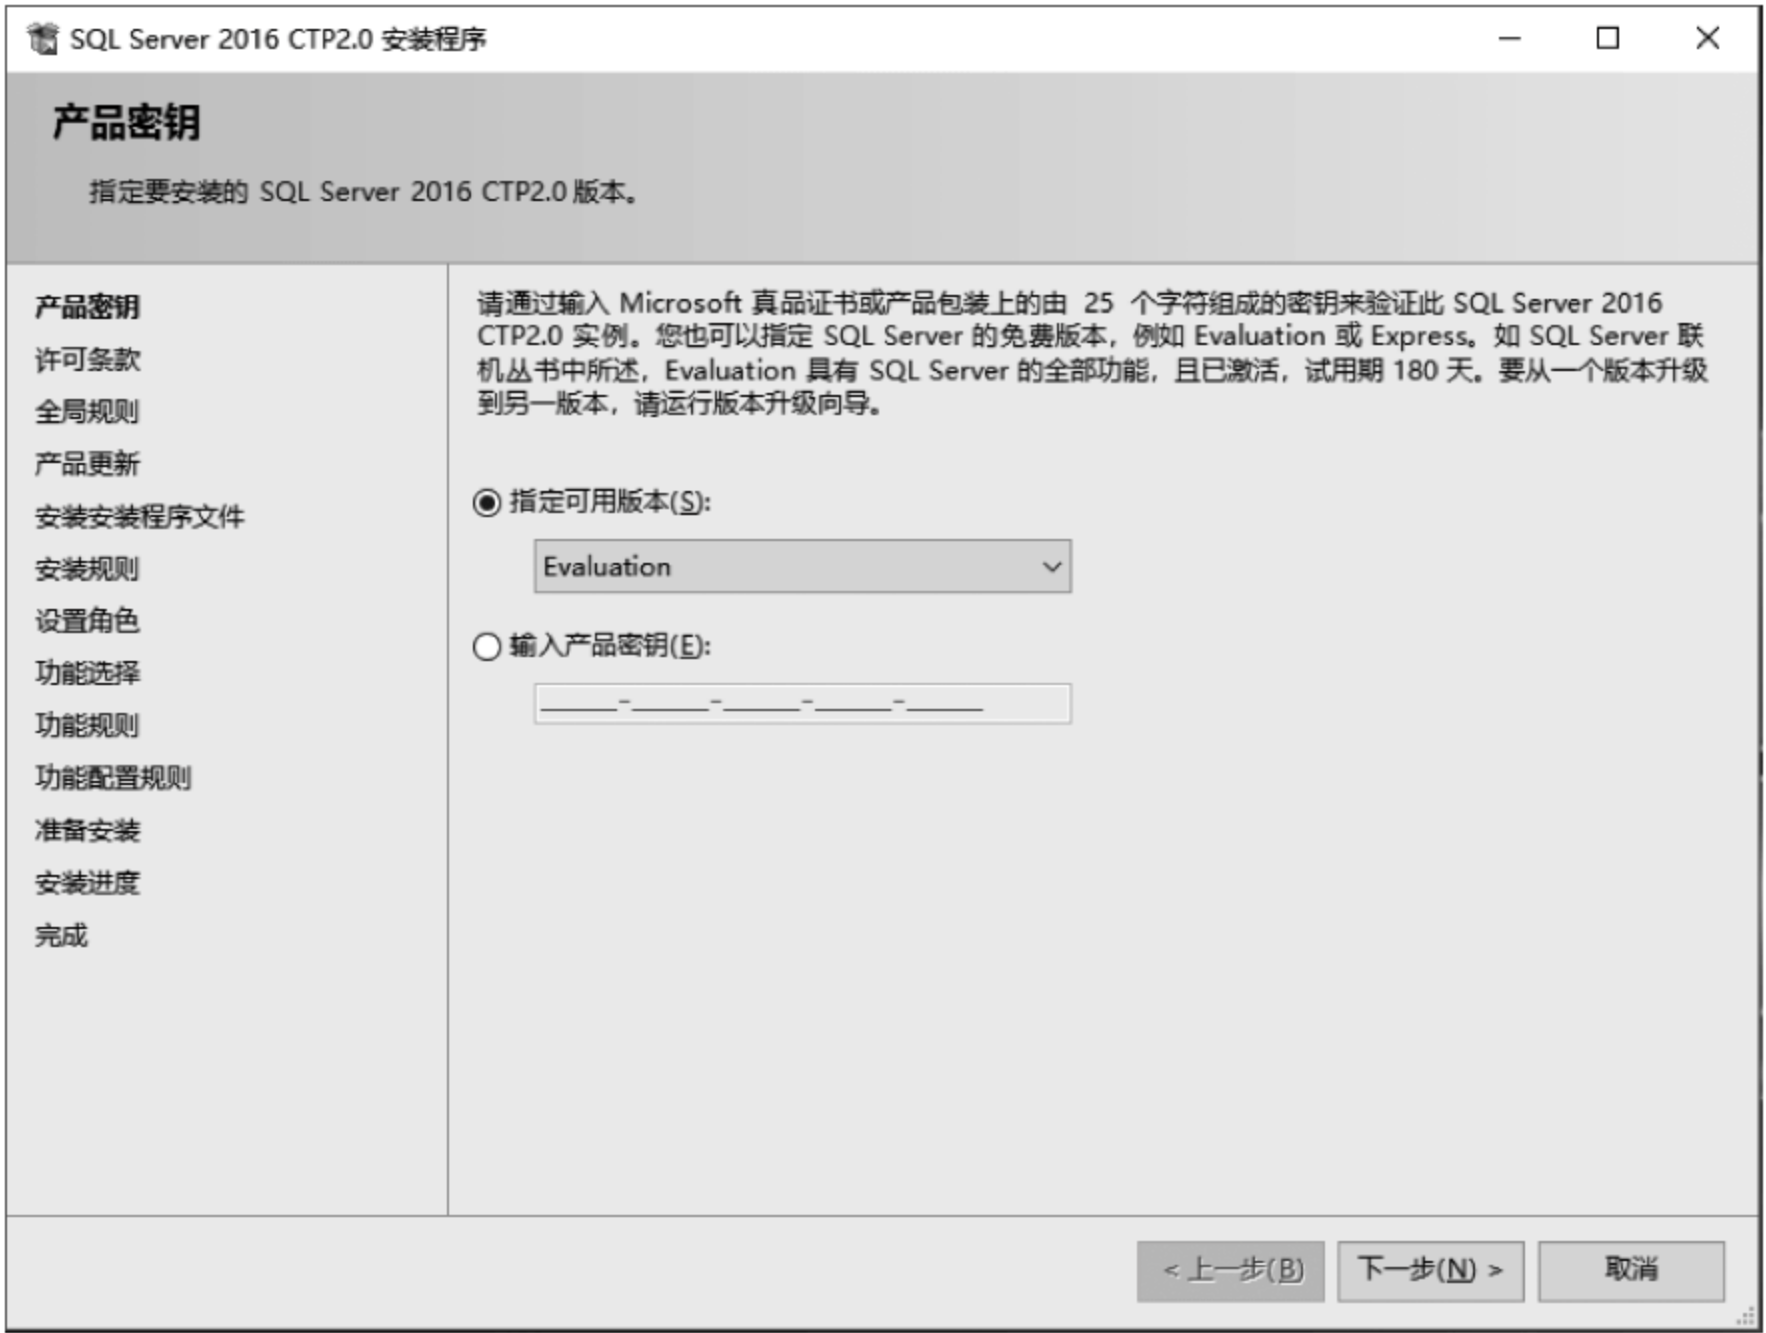 SQL Server 2016 CTP2.0 安装程序
产品密钥
指定要安装的 SQL Server 2016 CTP2.0 版本。
产品密钥
许可条款
全局规则
产品更新
安装安装程序文件
安装规则
设置角色
功能选择
功能规则
功能配置规则
准备安装
安装进度
完成
请通过输入 Microsoft 真品证书或产品包装上的由 25 个字符组成的密钥来验证此 SQL Server 2016
CTP2.0 实例。您也可以指定 SQL Server 的免费版本，例如 Evaluation 或 Express。如 SQL Server 联
机丛书中所述，Evaluation 具有 SQL Server 的全部功能，且已激活，试用期 180 天。要从一个版本升级
到另一版本，请运行版本升级向导。
指定可用版本(S):
Evaluation
输入产品密钥(E):
_____-_____-_____-_____-_____
< 上一步(B)
下一步(N) >
取消